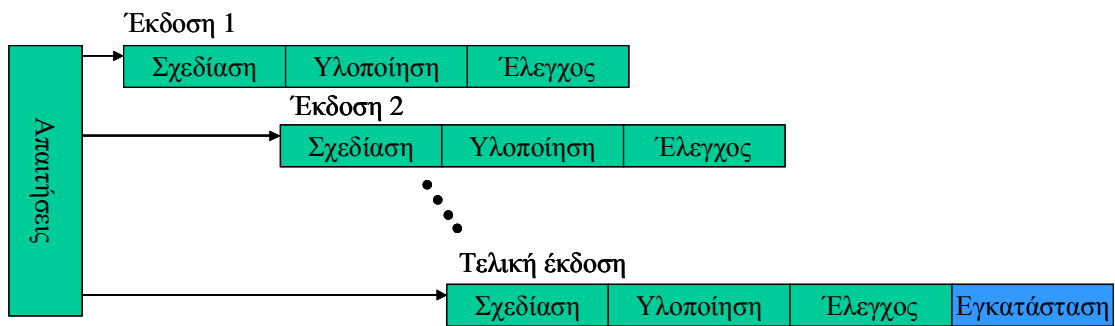 Έκδοση 1
Σχεδίαση Υλοποίηση Έλεγχος
Απαιτήσεις
Έκδοση 2
Σχεδίαση Υλοποίηση Έλεγχος
Τελική έκδοση
Σχεδίαση Υλοποίηση Έλεγχος Εγκατάσταση